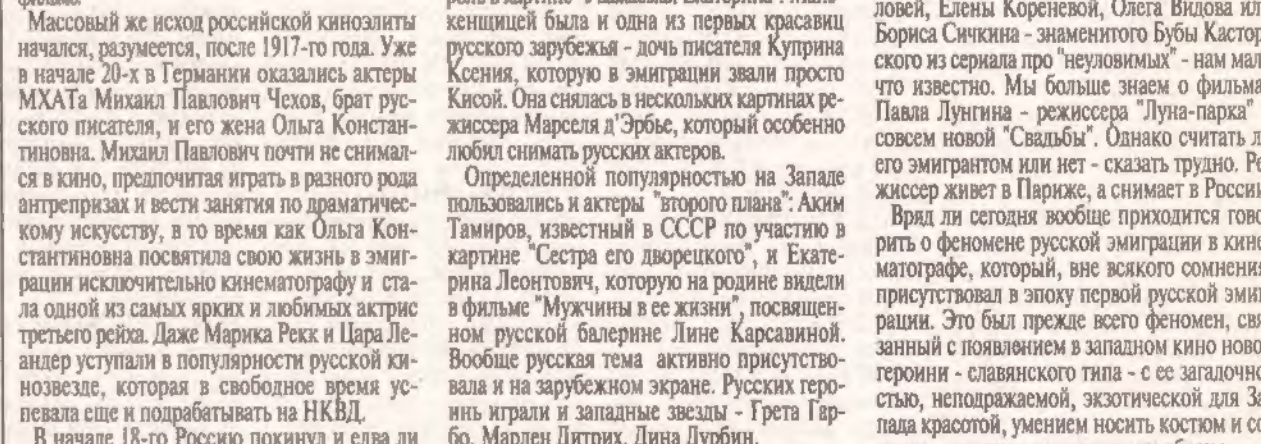 фильме.
Массовый же исход российской киноэлиты
начался, разумеется, после 1917-го года. Уже
в начале 20-х в Германии оказались актеры
МХАТа Михаил Павлович Чехов, брат рус-
ского писателя, и его жена Ольга Констан-
тиновна. Михаил Павлович почти не снимал-
ся в кино, предпочитая играть в разного рода
антрепризах и вести занятия по драматичес-
кому искусству, в то время как Ольга Кон-
стантиновна посвятила свою жизнь в эмиг-
рации исключительно кинематографу и ста-
ла одной из самых ярких и любимых актрис
третьего рейха. Даже Марика Рекк и Цара Ле-
андер уступали в популярности русской ки-
нозвезде, которая в свободное время ус-
певала еще и подрабатывать на НКВД.
В начале 18-го Россию покинул и едва ли
кенщицей была и одна из первых красавиц
русского зарубежья - дочь писателя Куприна
Ксения, которую в эмиграции звали просто
Кисой. Она снялась в нескольких картинах ре-
жиссера Марселя д'Эрбье, который особенно
любил снимать русских актеров.
Определенной популярностью на Западе
пользовались и актеры "второго плана": Аким
Тамиров, известный в СССР по участию в
картине "Сестра его дворецкого", и Екате-
рина Леонтович, которую на родине видели
в фильме "Мужчины в ее жизни", посвящен-
ном русской балерине Лине Карсавиной.
Вообще русская тема активно присутство-
вала и на зарубежном экране. Русских геро-
инь играли и западные звезды - Грета Гар-
бо, Марлен Дитрих, Дина Дурбин.
ловей, Елены Кореневой, Олега Видова ил
Бориса Сичкина - знаменитого Бубы Кастор
ского из сериала про "неуловимых" - нам мал
что известно. Мы больше знаем о фильма
Павла Лунгина - режиссера "Луна-парка"
совсем новой "Свадьбы". Однако считать л
его эмигрантом или нет - сказать трудно. Ре
жиссер живет в Париже, а снимает в России
Вряд ли сегодня вообще приходится гово
рить о феномене русской эмиграции в кине
матографе, который, вне всякого сомнения
присутствовал в эпоху первой русской эми
рации. Это был прежде всего феномен, свя
занный с появлением в западном кино ново
героини - славянского типа - с ее загадочно
стью, неподражаемой, экзотической для За
пада красотой, умением носить костюм и со